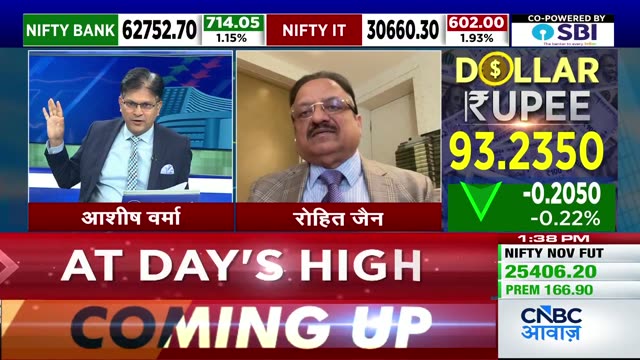 NIFTY BANK 62752.70 714.05 1.15%
NIFTY IT 30660.30 602.00 1.93%
CO-POWERED BY
SBI
DOLLAR
₹UPEE
93.2350
-0.2050
-0.22%
आशीष वर्मा
रोहित जैन
AT DAY'S HIGH
COMING UP
1:38 PM
NIFTY NOV FUT
25406.20
PREM 166.90
CNBC
आवाज़